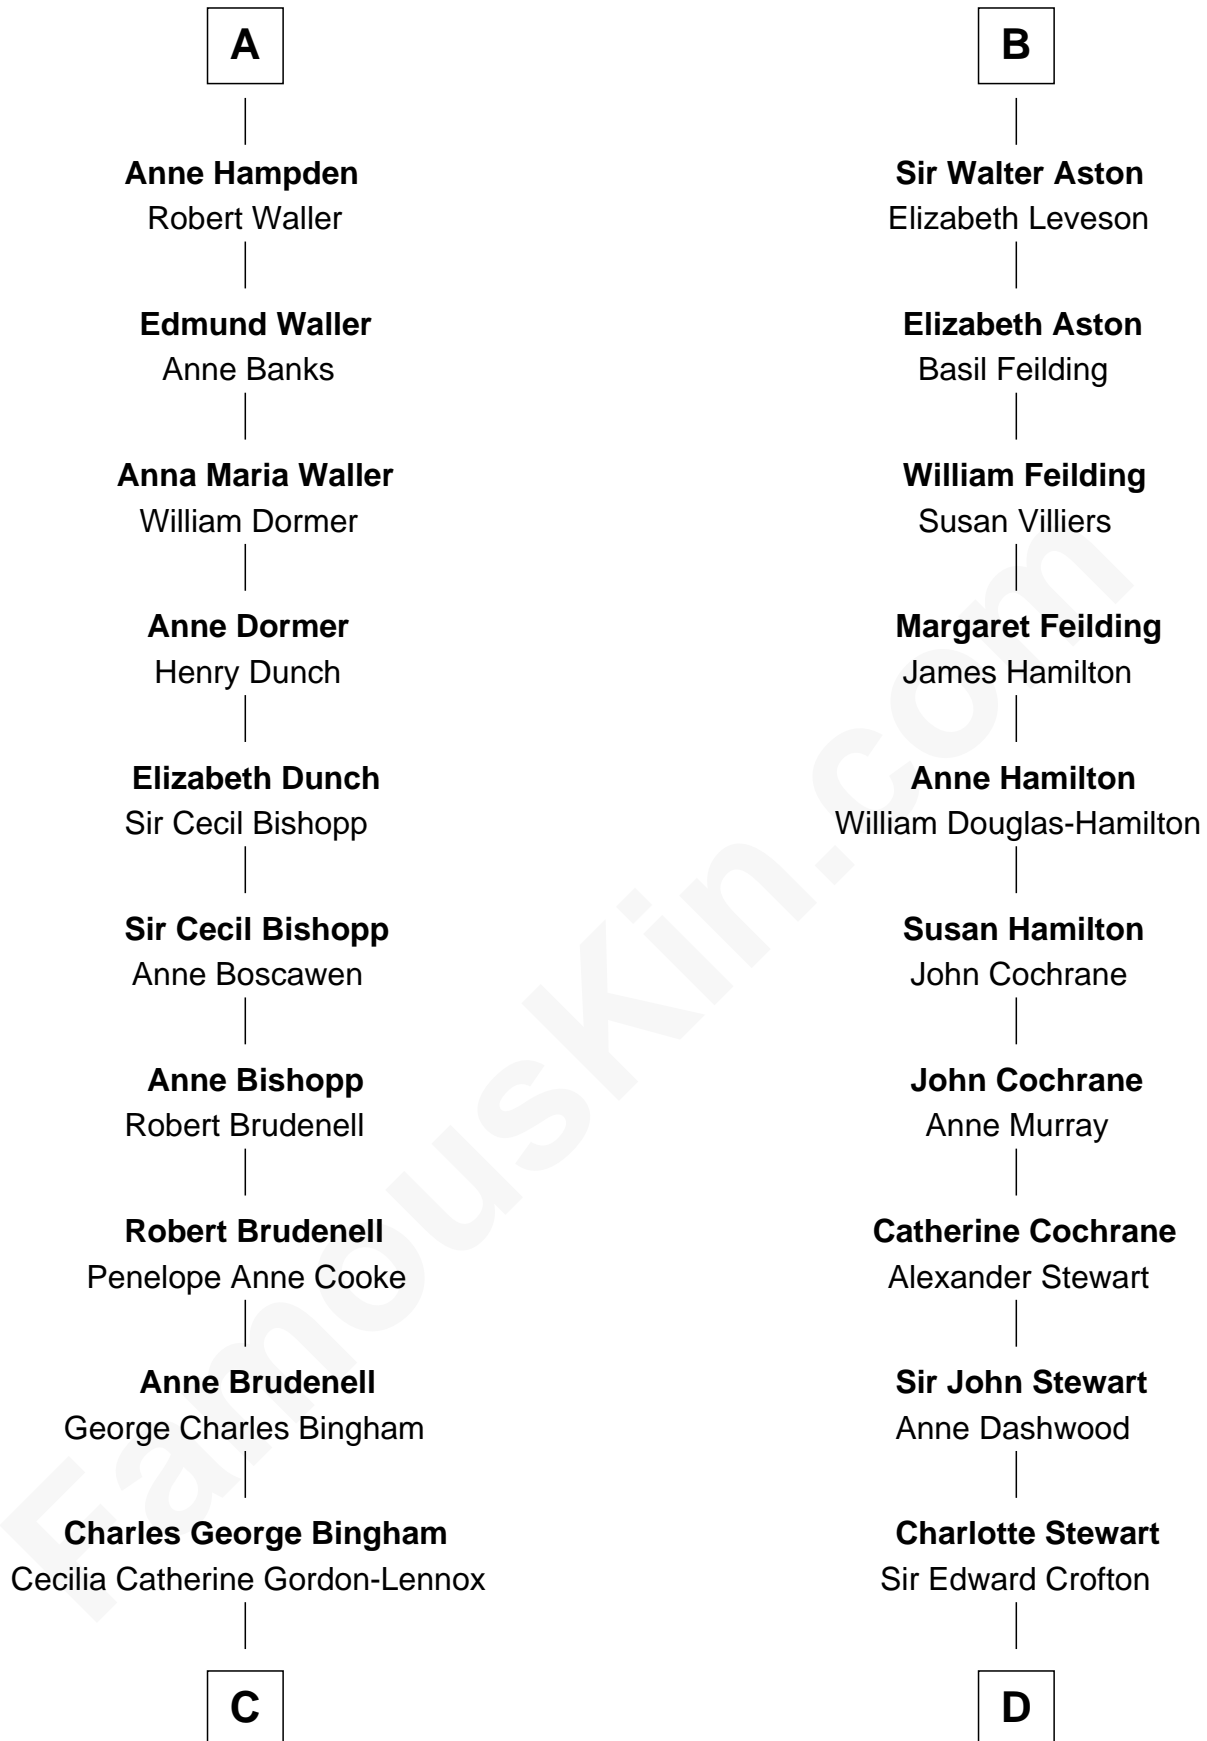 A
Anne Hampden
Robert Waller
Edmund Waller
Anne Banks
Anna Maria Waller
William Dormer
Anne Dormer
Henry Dunch
Elizabeth Dunch
Sir Cecil Bishopp
Sir Cecil Bishopp
Anne Boscawen
Anne Bishopp
Robert Brudenell
Robert Brudenell
Penelope Anne Cooke
Anne Brudenell
George Charles Bingham
Charles George Bingham
Cecilia Catherine Gordon-Lennox
C
B
Sir Walter Aston
Elizabeth Leveson
Elizabeth Aston
Basil Feilding
William Feilding
Susan Villiers
Margaret Feilding
James Hamilton
Anne Hamilton
William Douglas-Hamilton
Susan Hamilton
John Cochrane
John Cochrane
Anne Murray
Catherine Cochrane
Alexander Stewart
Sir John Stewart
Anne Dashwood
Charlotte Stewart
Sir Edward Crofton
D
FamousKin.com